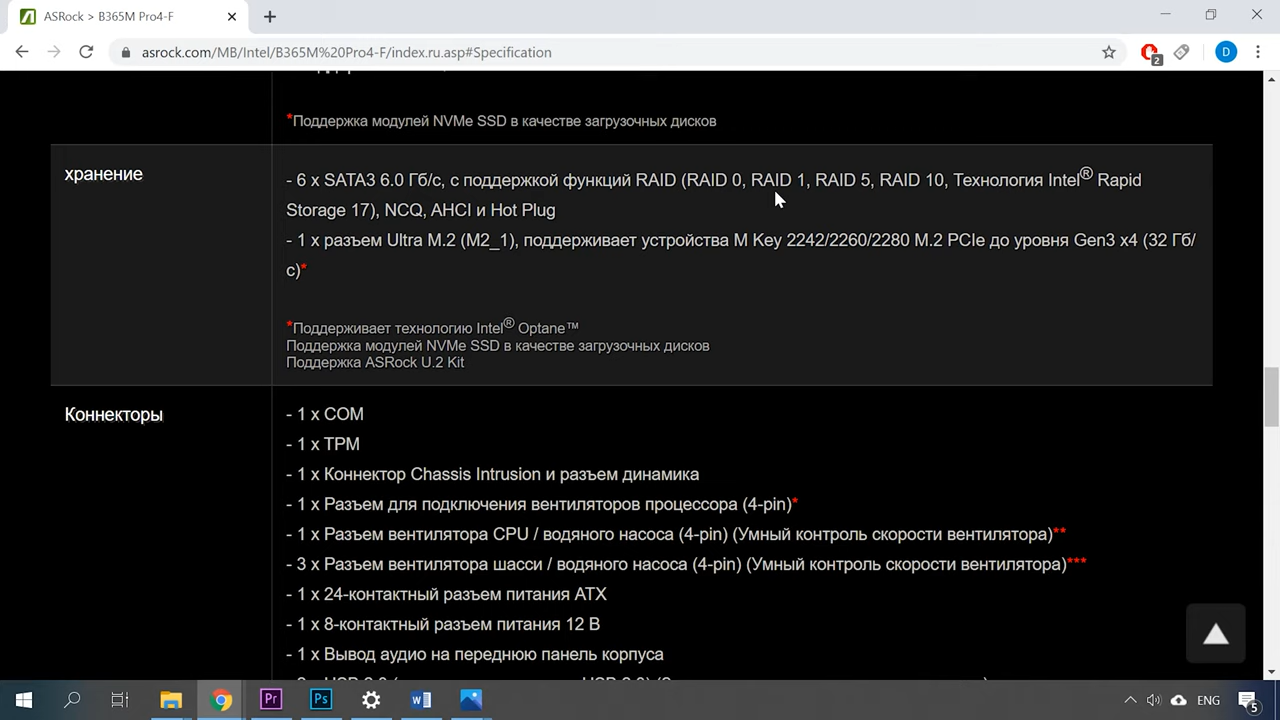 ASRock > B365M Pro4-F
asrock.com/MB/Intel/B365M%20Pro4-F/index.ru.asp#Specification
2
D
*Поддержка модулей NVMe SSD в качестве загрузочных дисков
хранение
- 6 x SATA3 6.0 Гб/с, с поддержкой функций RAID (RAID 0, RAID 1, RAID 5, RAID 10, Технология Intel® Rapid
Storage 17), NCQ, AHCI и Hot Plug
- 1 x разъем Ultra M.2 (M2_1), поддерживает устройства M Key 2242/2260/2280 M.2 PCIe до уровня Gen3 x4 (32 Гб/
с)*
*Поддерживает технологию Intel® Optane™
Поддержка модулей NVMe SSD в качестве загрузочных дисков
Поддержка ASRock U.2 Kit
Коннекторы
- 1 x COM
- 1 x TPM
- 1 x Коннектор Chassis Intrusion и разъем динамика
- 1 x Разъем для подключения вентиляторов процессора (4-pin)*
- 1 x Разъем вентилятора CPU / водяного насоса (4-pin) (Умный контроль скорости вентилятора)**
- 3 x Разъем вентилятора шасси / водяного насоса (4-pin) (Умный контроль скорости вентилятора)***
- 1 x 24-контактный разъем питания ATX
- 1 x 8-контактный разъем питания 12 В
- 1 x Вывод аудио на переднюю панель корпуса
Pr
Ps
W
ENG
5